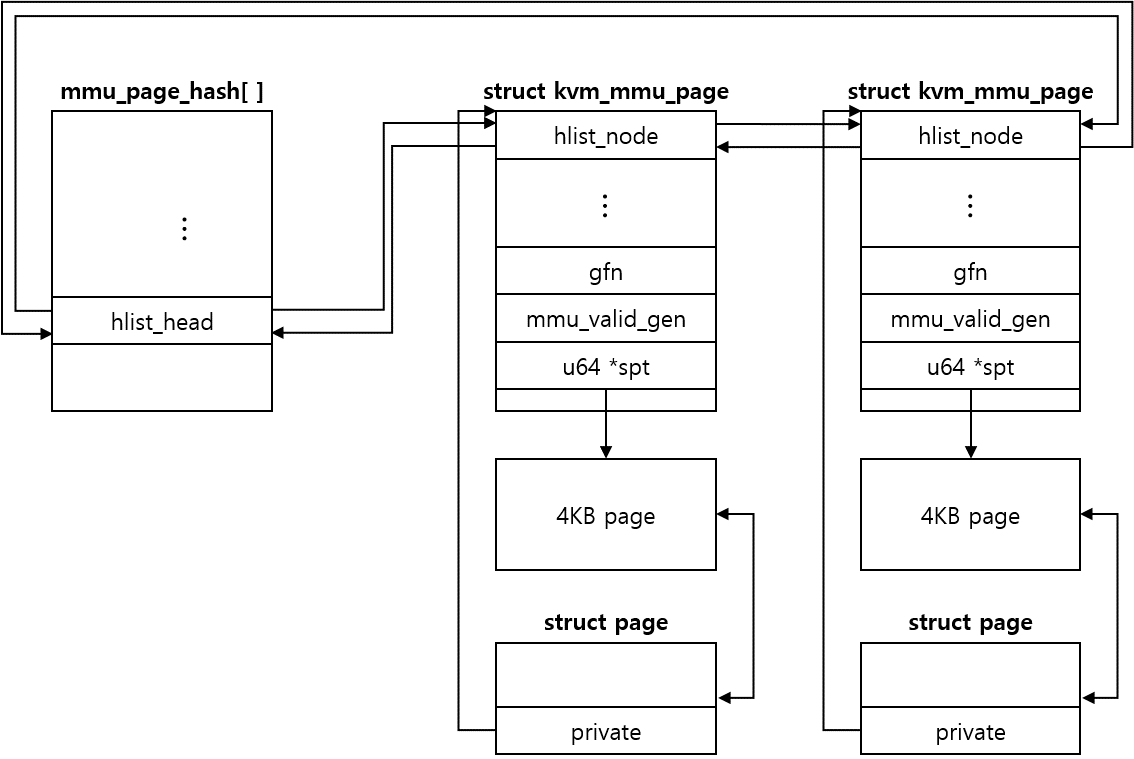 mmu_page_hash[ ]
⋮
hlist_head
struct kvm_mmu_page
hlist_node
⋮
gfn
mmu_valid_gen
u64 *spt
4KB page
struct page
private
struct kvm_mmu_page
hlist_node
⋮
gfn
mmu_valid_gen
u64 *spt
4KB page
struct page
private